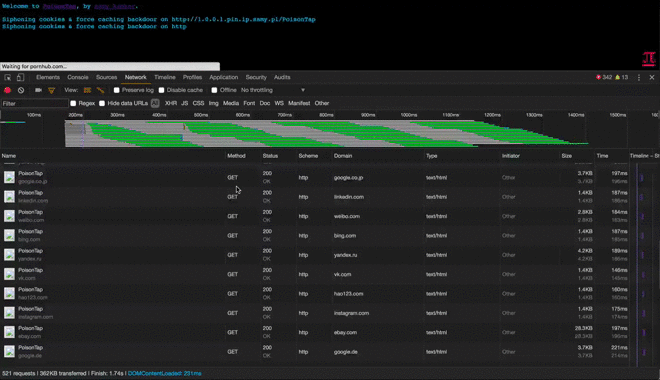 Welcome to PoisonTap, by samy kamkar.
Siphoning cookies & force caching backdoor on http://1.0.0.1.pin.ip.samy.pl/PoisonTap
Siphoning cookies & force caching backdoor on http
Waiting for pornhub.com...
Elements Console Sources Network Timeline Profiles Application Security Audits 342 13
View: Preserve log Disable cache Offline No throttling
Filter Regex Hide data URLs All XHR JS CSS Img Media Font Doc WS Manifest Other
100ms 200ms 300ms 400ms 500ms 600ms 700ms 800ms 900ms 1000ms 1100ms 1200ms 1300ms 1400ms 1500ms
Name Method Status Scheme Domain Type Initiator Size Time Timeline – St
PoisonTap GET 200 http google.co.jp text/html Other 3.7KB 197ms
google.co.jp OK 3.7KB 196ms
PoisonTap GET 200 http linkedin.com text/html Other 1.4KB 187ms
linkedin.com OK 1.4KB
PoisonTap GET 200 http weibo.com text/html Other 2.8KB 184ms
weibo.com OK 2.8KB
PoisonTap GET 200 http bing.com text/html Other 1.4KB 197ms
bing.com OK 1.4KB
PoisonTap GET 200 http yandex.ru text/html Other 4.2KB 189ms
yandex.ru OK 4.2KB
PoisonTap GET 200 http vk.com text/html Other 1.4KB 146ms
vk.com OK 1.4KB
PoisonTap GET 200 http hao123.com text/html Other 1.4KB 160ms
hao123.com OK 1.4KB
PoisonTap GET 200 http instagram.com text/html Other 1.4KB 175ms
instagram.com OK 1.4KB 174ms
PoisonTap GET 200 http ebay.com text/html Other 28.3KB 197ms
ebay.com OK 28.3KB
PoisonTap GET 200 http google.de text/html Other 3.7KB 221ms
google.de OK 3.7KB 214ms
521 requests | 362KB transferred | Finish: 1.74s | DOMContentLoaded: 251ms